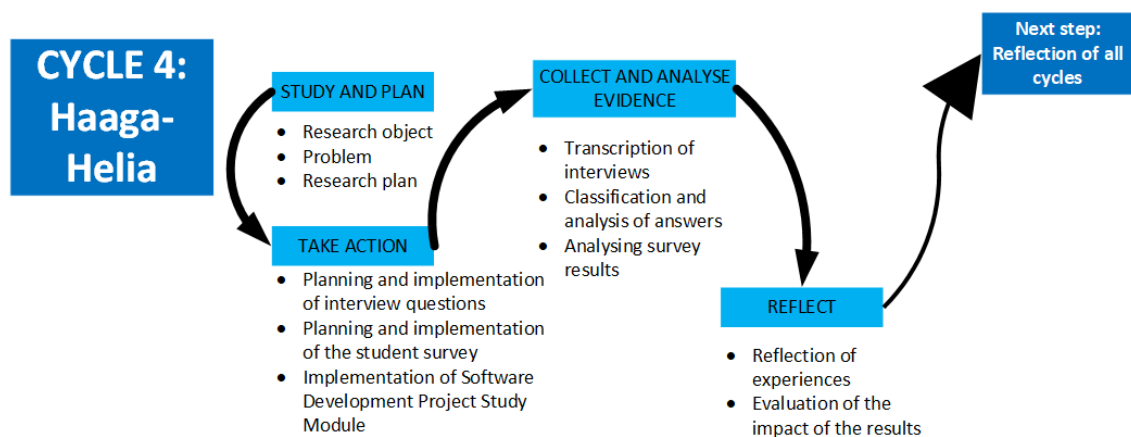 CYCLE 4:
Haaga-
Helia
STUDY AND PLAN
• Research object
• Problem
• Research plan
TAKE ACTION
• Planning and implementation
of interview questions
• Planning and implementation
of the student survey
• Implementation of Software
Development Project Study
Module
COLLECT AND ANALYSE
EVIDENCE
• Transcription of
interviews
• Classification and
analysis of answers
• Analysing survey
results
REFLECT
• Reflection of
experiences
• Evaluation of the
impact of the results
Next step:
Reflection of all
cycles